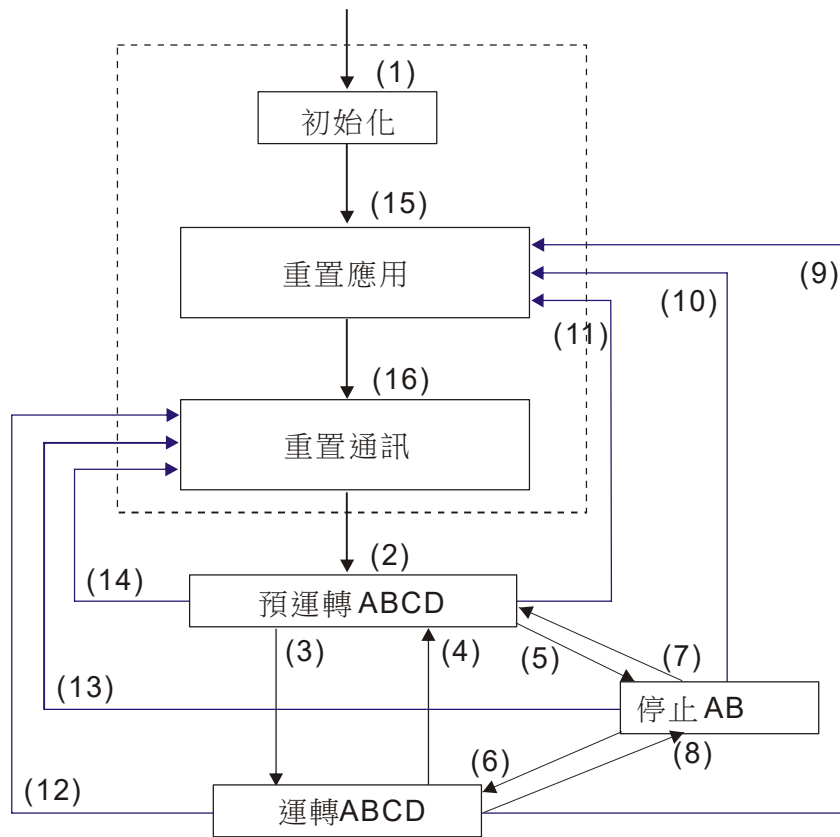 (1)
初始化
(15)
重置應用
(9)
(10)
(11)
(16)
重置通訊
(2)
(14)
預運轉 ABCD
(3)
(4)
(5)
(7)
(13)
停止 AB
(6)
(8)
(12)
運轉ABCD